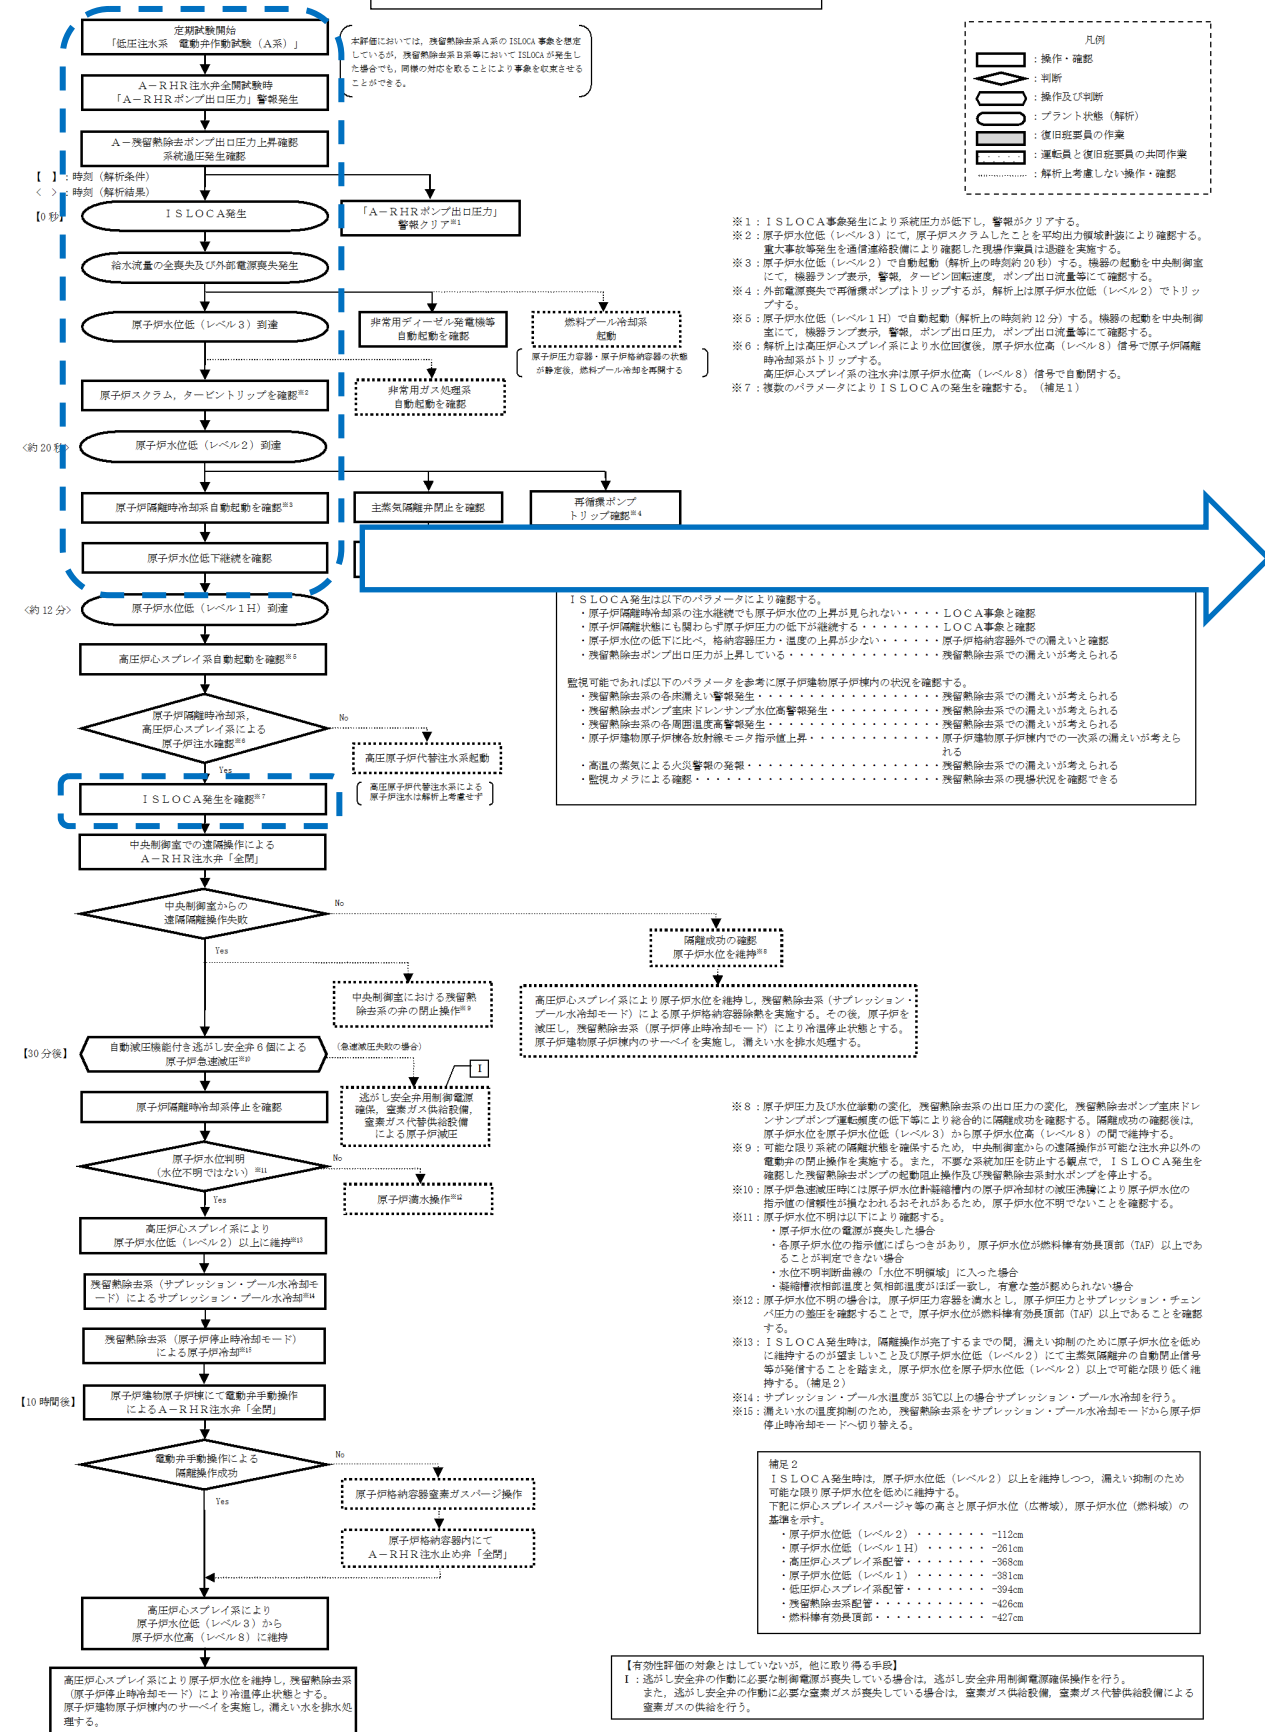 定期試験開始
「低圧注水系　電動弁作動試験（Ａ系）」
本評価においては，残留熱除去系Ａ系の ISLOCA 事象を想定
しているが，残留熱除去系Ｂ系等において ISLOCA が発生し
た場合でも，同様の対応を取ることにより事象を収束させる
ことができる。
凡例
：操作・確認
：判断
：操作及び判断
：プラント状態（解析）
：復旧班要員の作業
：運転員と復旧班要員の共同作業
：解析上考慮しない操作・確認
Ａ－ＲＨＲ注水弁全開試験時
「Ａ－ＲＨＲポンプ出口圧力」警報発生
Ａ－残留熱除去ポンプ出口圧力上昇確認
系統過圧発生確認
【　】：時刻（解析条件）
＜　＞：時刻（解析結果）
【0 秒】
ＩＳＬＯＣＡ発生
「Ａ－ＲＨＲポンプ出口圧力」
警報クリア※1
給水流量の全喪失及び外部電源喪失発生
原子炉水位低（レベル３）到達
非常用ディーゼル発電機等
自動起動を確認
燃料プール冷却系
起動
原子炉圧力容器・原子炉格納容器の状態
が静定後，燃料プール冷却を再開する
非常用ガス処理系
自動起動を確認
原子炉スクラム，タービントリップを確認※2
<約 20 秒>
原子炉水位低（レベル２）到達
原子炉隔離時冷却系自動起動を確認※3
主蒸気隔離弁閉止を確認
再循環ポンプ
トリップ確認※4
原子炉水位低下継続を確認
<約 12 分>
原子炉水位低（レベル１Ｈ）到達
高圧炉心スプレイ系自動起動を確認※5
※１：ＩＳＬＯＣＡ事象発生により系統圧力が低下し，警報がクリアする。
※２：原子炉水位低（レベル３）にて，原子炉スクラムしたことを平均出力領域計装により確認する。
重大事故等発生を通信連絡設備により確認した現場作業員は退避を実施する。
※３：原子炉水位低（レベル２）で自動起動（解析上の時刻約 20 秒）する。機器の起動を中央制御室
にて，機器ランプ表示，警報，タービン回転速度，ポンプ出口流量等にて確認する。
※４：外部電源喪失で再循環ポンプはトリップするが，解析上は原子炉水位低（レベル２）でトリッ
プする。
※５：原子炉水位低（レベル１Ｈ）で自動起動（解析上の時刻約 12 分）する。機器の起動を中央制御
室にて，機器ランプ表示，警報，ポンプ出口圧力，ポンプ出口流量等にて確認する。
※６：解析上は高圧炉心スプレイ系により水位回復後，原子炉水位高（レベル８）信号で原子炉隔離
時冷却系がトリップする。
高圧炉心スプレイ系の注水弁は原子炉水位高（レベル８）信号で自動閉する。
※７：複数のパラメータによりＩＳＬＯＣＡの発生を確認する。（補足１）
ＩＳＬＯＣＡ発生は以下のパラメータにより確認する。
・原子炉隔離時冷却系の注水継続でも原子炉水位の上昇が見られない・・・・ＬＯＣＡ事象と確認
・原子炉隔離状態にも関わらず原子炉圧力の低下が継続する・・・・・・・・ＬＯＣＡ事象と確認
・原子炉水位の低下に比べ，格納容器圧力・温度の上昇が少ない・・・・・・原子炉格納容器外での漏えいと確認
・残留熱除去ポンプ出口圧力が上昇している・・・・・・・・・・・・・・・残留熱除去系での漏えいが考えられる
監視可能であれば以下のパラメータを参考に原子炉建物原子炉棟内の状況を確認する。
・残留熱除去系の各床漏えい警報発生・・・・・・・・・・・・・・・・・・残留熱除去系での漏えいが考えられる
・残留熱除去ポンプ室床ドレンサンプ水位高警報発生・・・・・・・・・・・残留熱除去系での漏えいが考えられる
・残留熱除去系の各周囲温度高警報発生・・・・・・・・・・・・・・・・・残留熱除去系での漏えいが考えられる
・原子炉建物原子炉棟各放射線モニタ指示値上昇・・・・・・・・・・・・・原子炉建物原子炉棟内での一次系の漏えいが考えら
れる
・高温の蒸気による火災警報の発報・・・・・・・・・・・・・・・・・・・残留熱除去系での漏えいが考えられる
・監視カメラによる確認・・・・・・・・・・・・・・・・・・・・・・・・残留熱除去系の現場状況を確認できる
原子炉隔離時冷却系，
高圧炉心スプレイ系による
原子炉注水確認※6
No
Yes
高圧原子炉代替注水系起動
高圧原子炉代替注水系による
原子炉注水は解析上考慮せず
ＩＳＬＯＣＡ発生を確認※7
中央制御室での遠隔操作による
Ａ－ＲＨＲ注水弁「全閉」
中央制御室からの
遠隔隔離操作失敗
No
Yes
隔離成功の確認
原子炉水位を維持※8
中央制御室における残留熱
除去系の弁の閉止操作※9
高圧炉心スプレイ系により原子炉水位を維持し，残留熱除去系（サプレッション・
プール水冷却モード）による原子炉格納容器除熱を実施する。その後，原子炉を
減圧し，残留熱除去系（原子炉停止時冷却モード）により冷温停止状態とする。
原子炉建物原子炉棟内のサーベイを実施し，漏えい水を排水処理する。
【30 分後】
自動減圧機能付き逃がし安全弁６個による
原子炉急速減圧※10
（急速減圧失敗の場合）
Ｉ
原子炉隔離時冷却系停止を確認
逃がし安全弁用制御電源
確保，窒素ガス供給設備，
窒素ガス代替供給設備
による原子炉減圧
原子炉水位判明
（水位不明ではない）※11
No
Yes
原子炉満水操作※12
高圧炉心スプレイ系により
原子炉水位低（レベル２）以上に維持※13
残留熱除去系（サプレッション・プール水冷却モ
ード）によるサプレッション・プール水冷却※14
残留熱除去系（原子炉停止時冷却モード）
による原子炉冷却※15
【10 時間後】
原子炉建物原子炉棟にて電動弁手動操作
によるＡ－ＲＨＲ注水弁「全閉」
電動弁手動操作による
隔離操作成功
No
Yes
原子炉格納容器窒素ガスパージ操作
原子炉格納容器内にて
Ａ－ＲＨＲ注水止め弁「全閉」
高圧炉心スプレイ系により
原子炉水位低（レベル３）から
原子炉水位高（レベル８）に維持
高圧炉心スプレイ系により原子炉水位を維持し，残留熱除去系
（原子炉停止時冷却モード）により冷温停止状態とする。
原子炉建物原子炉棟内のサーベイを実施し，漏えい水を排水処
理する。
※８：原子炉圧力及び水位挙動の変化，残留熱除去系の出口圧力の変化，残留熱除去ポンプ室床ドレ
ンサンプポンプ運転頻度の低下等により総合的に隔離成功を確認する。隔離成功の確認後は，
原子炉水位を原子炉水位低（レベル３）から原子炉水位高（レベル８）の間で維持する。
※９：可能な限り系統の隔離状態を確保するため，中央制御室からの遠隔操作が可能な注水弁以外の
電動弁の閉止操作を実施する。また，不要な系統加圧を防止する観点で，ＩＳＬＯＣＡ発生を
確認した残留熱除去ポンプの起動阻止操作及び残留熱除去系封水ポンプを停止する。
※10：原子炉急速減圧時には原子炉水位計凝縮槽内の原子炉冷却材の減圧沸騰により原子炉水位の
指示値の信頼性が損なわれるおそれがあるため，原子炉水位不明でないことを確認する。
※11：原子炉水位不明は以下により確認する。
・原子炉水位の電源が喪失した場合
・各原子炉水位の指示値にばらつきがあり，原子炉水位が燃料棒有効長頂部（TAF）以上であ
ることが判定できない場合
・水位不明判断曲線の「水位不明領域」に入った場合
・凝縮槽液相部温度と気相部温度がほぼ一致し，有意な差が認められない場合
※12：原子炉水位不明の場合は，原子炉圧力容器を満水とし，原子炉圧力とサプレッション・チェン
バ圧力の差圧を確認することで，原子炉水位が燃料棒有効長頂部（TAF）以上であることを確認
する。
※13：ＩＳＬＯＣＡ発生時は，隔離操作が完了するまでの間，漏えい抑制のために原子炉水位を低め
に維持するのが望ましいこと及び原子炉水位低（レベル２）にて主蒸気隔離弁の自動閉止信号
等が発信することを踏まえ，原子炉水位を原子炉水位低（レベル２）以上で可能な限り低く維
持する。（補足２）
※14：サプレッション・プール水温度が 35℃以上の場合サプレッション・プール水冷却を行う。
※15：漏えい水の温度抑制のため，残留熱除去系をサプレッション・プール水冷却モードから原子炉
停止時冷却モードへ切り替える。
補足２
ＩＳＬＯＣＡ発生時は，原子炉水位低（レベル２）以上を維持しつつ，漏えい抑制のため
可能な限り原子炉水位を低めに維持する。
下記に炉心スプレイスパージャ等の高さと原子炉水位（広帯域），原子炉水位（燃料域）の
基準を示す。
・原子炉水位低（レベル２）・・・・・・・ -112cm
・原子炉水位低（レベル１Ｈ）・・・・・・ -261cm
・高圧炉心スプレイ系配管・・・・・・・・ -368cm
・原子炉水位低（レベル１）・・・・・・・ -381cm
・低圧炉心スプレイ系配管・・・・・・・・ -394cm
・残留熱除去系配管・・・・・・・・・・・ -426cm
・燃料棒有効長頂部・・・・・・・・・・・ -427cm
【有効性評価の対象とはしていないが，他に取り得る手段】
Ｉ：逃がし安全弁の作動に必要な制御電源が喪失している場合は，逃がし安全弁用制御電源確保操作を行う。
また，逃がし安全弁の作動に必要な窒素ガスが喪失している場合は，窒素ガス供給設備，窒素ガス代替供給設備による
窒素ガスの供給を行う。